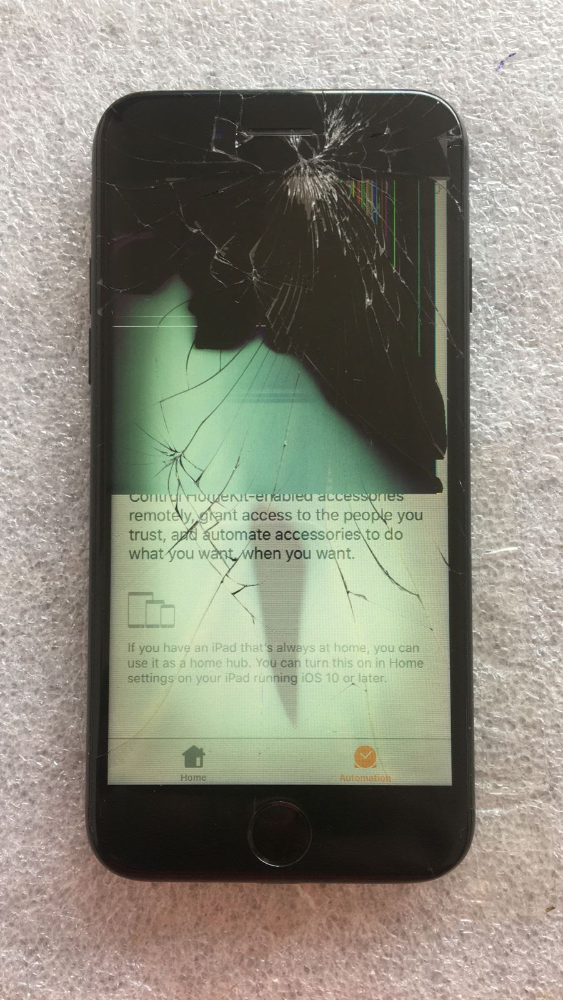 Control HomeKit-enabled accessories
remotely, grant access to the people you
trust, and automate accessories to do
what you want, when you want.
If you have an iPad that's always at home, you can
use it as a home hub. You can turn this on in Home
settings on your iPad running iOS 10 or later.
Home
Automation